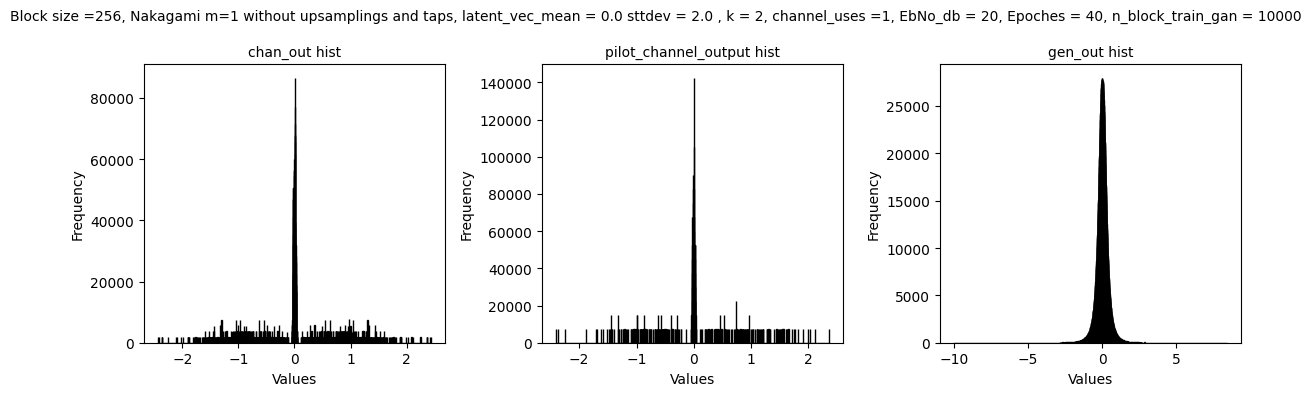 Block size =256, Nakagami m=1 without upsamplings and taps, latent_vec_mean = 0.0 sttdev = 2.0 , k = 2, channel_uses =1, EbNo_db = 20, Epoches = 40, n_block_train_gan = 10000
chan_out hist
Frequency
80000
60000
40000
20000
0
−2 −1 0 1 2
Values
pilot_channel_output hist
Frequency
140000
120000
100000
80000
60000
40000
20000
0
−2 −1 0 1 2
Values
gen_out hist
Frequency
25000
20000
15000
10000
5000
0
−10 −5 0 5
Values